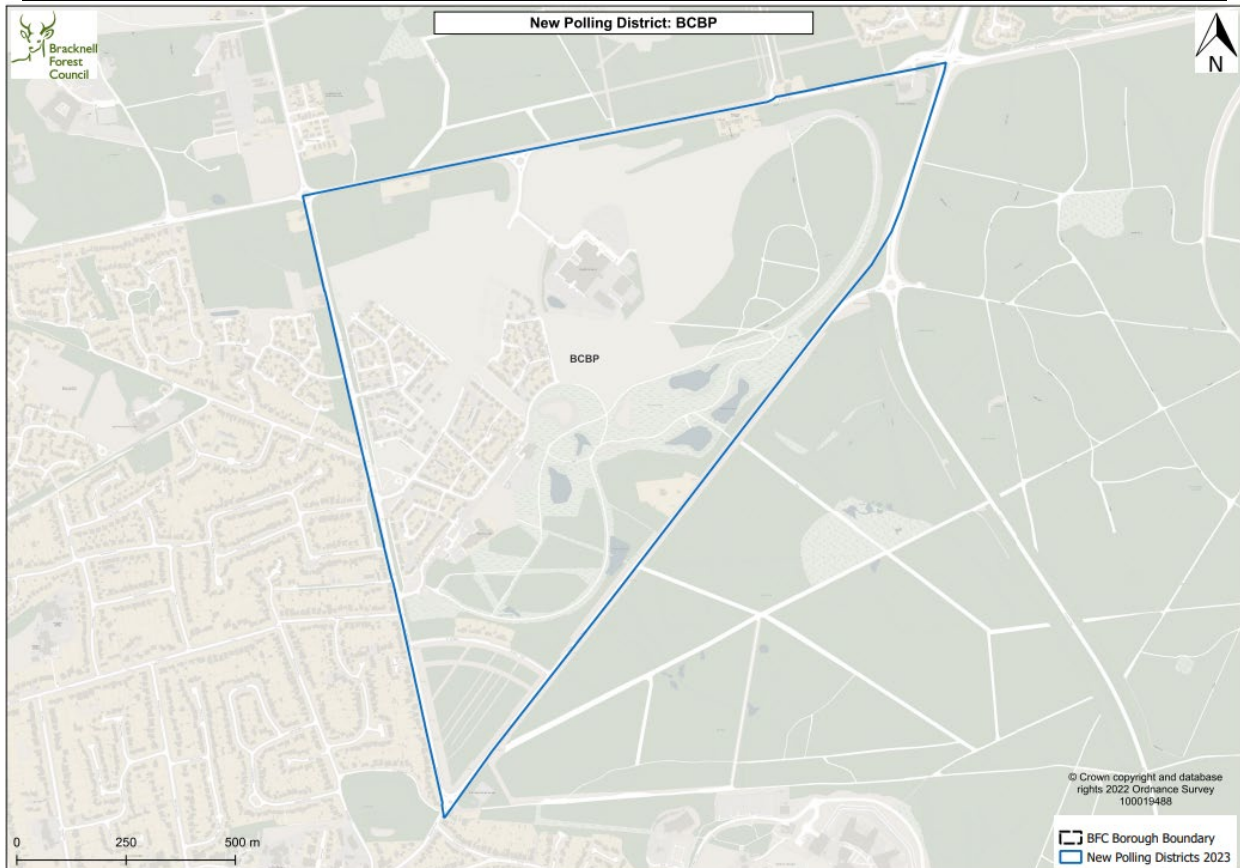 New Polling District: BCBP
Bracknell
Forest
Council
N
BCBP
© Crown copyright and database
rights 2022 Ordnance Survey
100019488
0 250 500 m
BFC Borough Boundary
New Polling Districts 2023